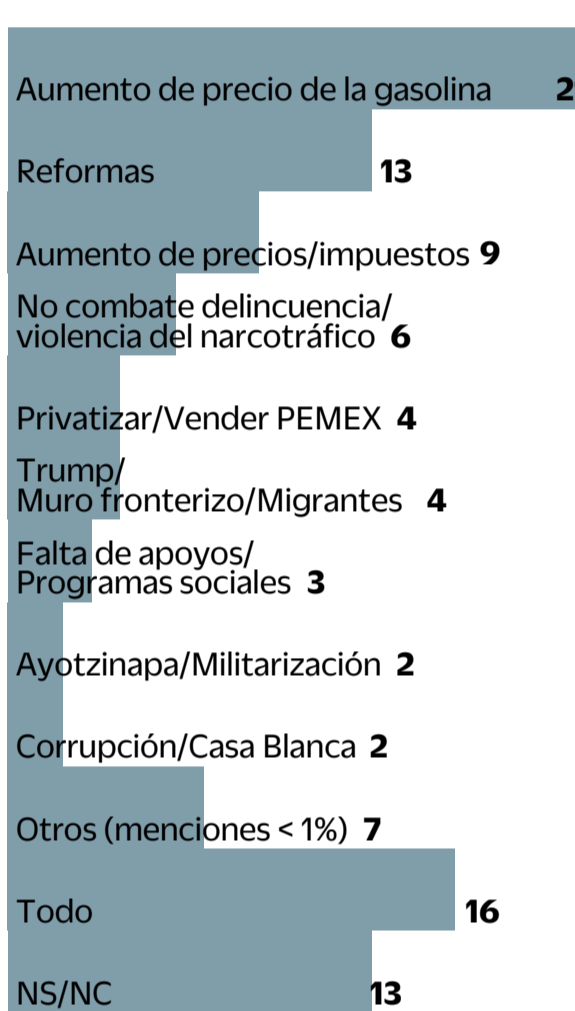 Aumento de precio de la gasolina 2
Reformas 13
Aumento de precios/impuestos 9
No combate delincuencia/
violencia del narcotráfico 6
Privatizar/Vender PEMEX 4
Trump/
Muro fronterizo/Migrantes 4
Falta de apoyos/
Programas sociales 3
Ayotzinapa/Militarización 2
Corrupción/Casa Blanca 2
Otros (menciones < 1%) 7
Todo 16
NS/NC 13